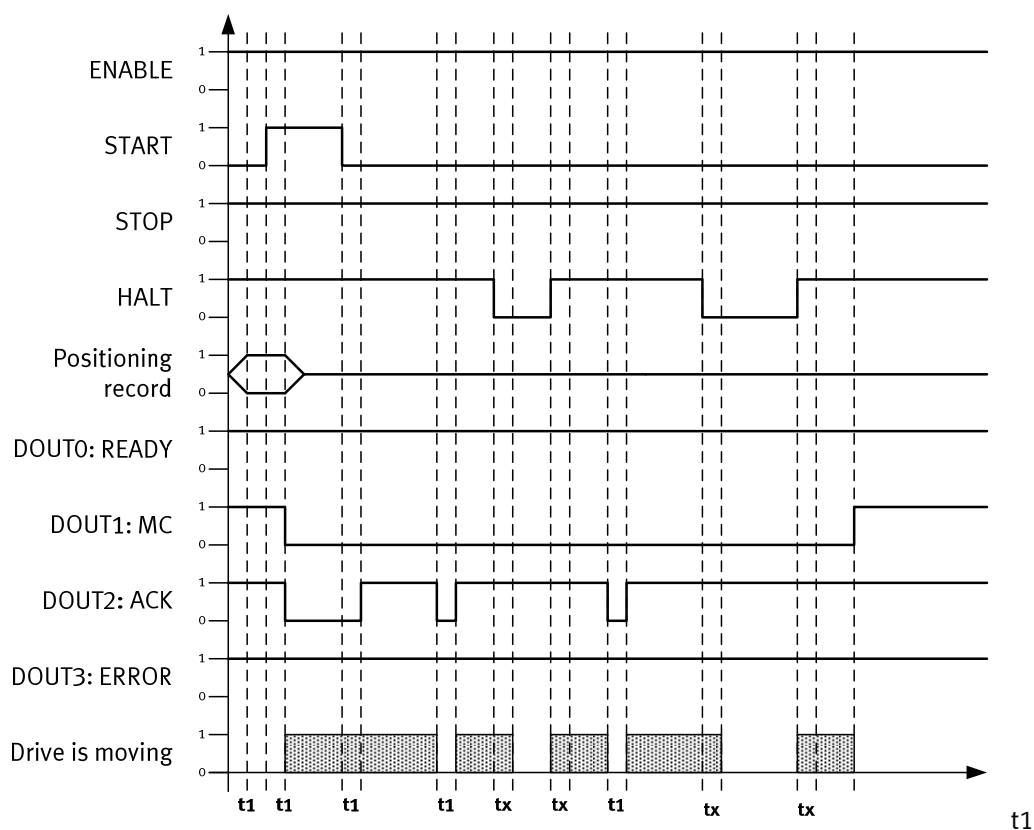 ENABLE
1
0
START
1
0
STOP
1
0
HALT
1
0
Positioning
record
1
0
DOUT0: READY
1
0
DOUT1: MC
1
0
DOUT2: ACK
1
0
DOUT3: ERROR
1
0
Drive is moving
1
0
t1 t1 t1 t1 tx tx t1 tx tx
t1